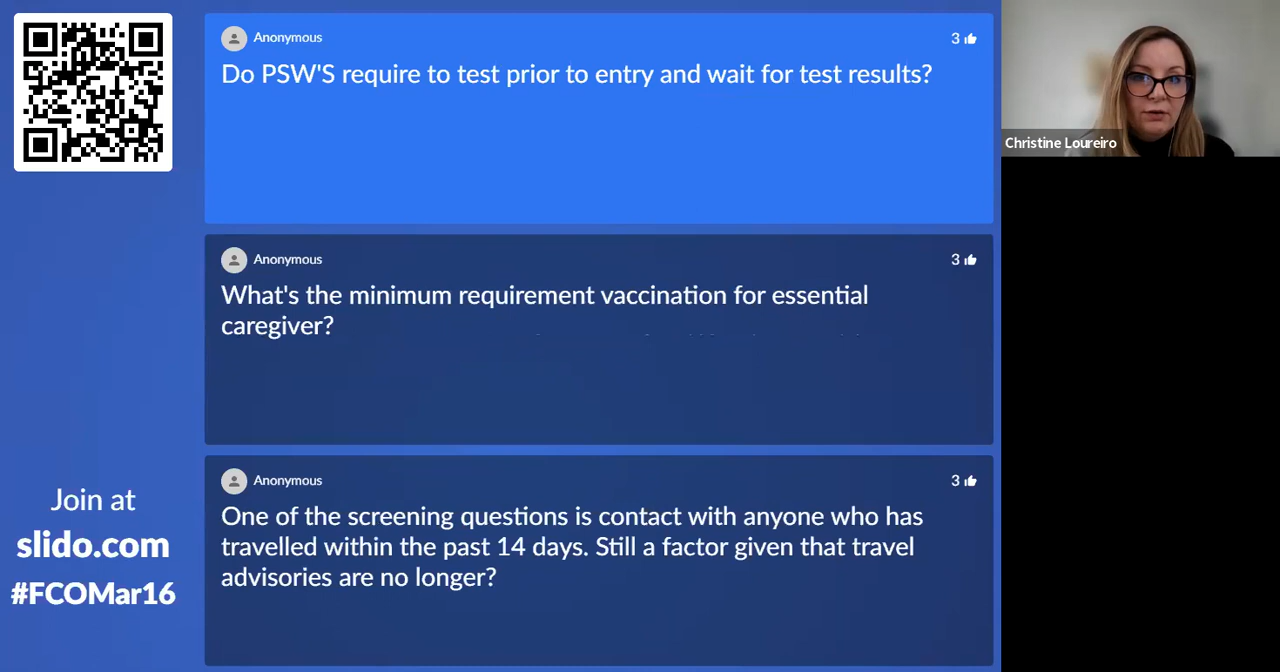 Anonymous
3
Do PSW'S require to test prior to entry and wait for test results?
Anonymous
3
What's the minimum requirement vaccination for essential
caregiver?
Anonymous
3
One of the screening questions is contact with anyone who has
travelled within the past 14 days. Still a factor given that travel
advisories are no longer?
Join at
slido.com
#FCOMar16
Christine Loureiro